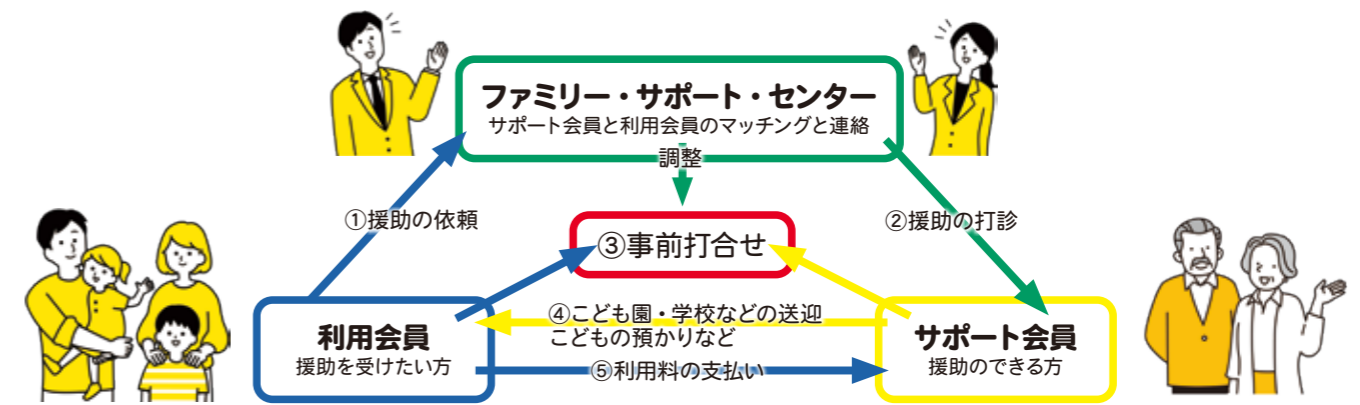 ファミリー・サポート・センター
サポート会員と利用会員のマッチングと連絡
調整
①援助の依頼
②援助の打診
③事前打合せ
④こども園・学校などの送迎
こどもの預かりなど
利用会員
援助を受けたい方
サポート会員
援助のできる方
⑤利用料の支払い